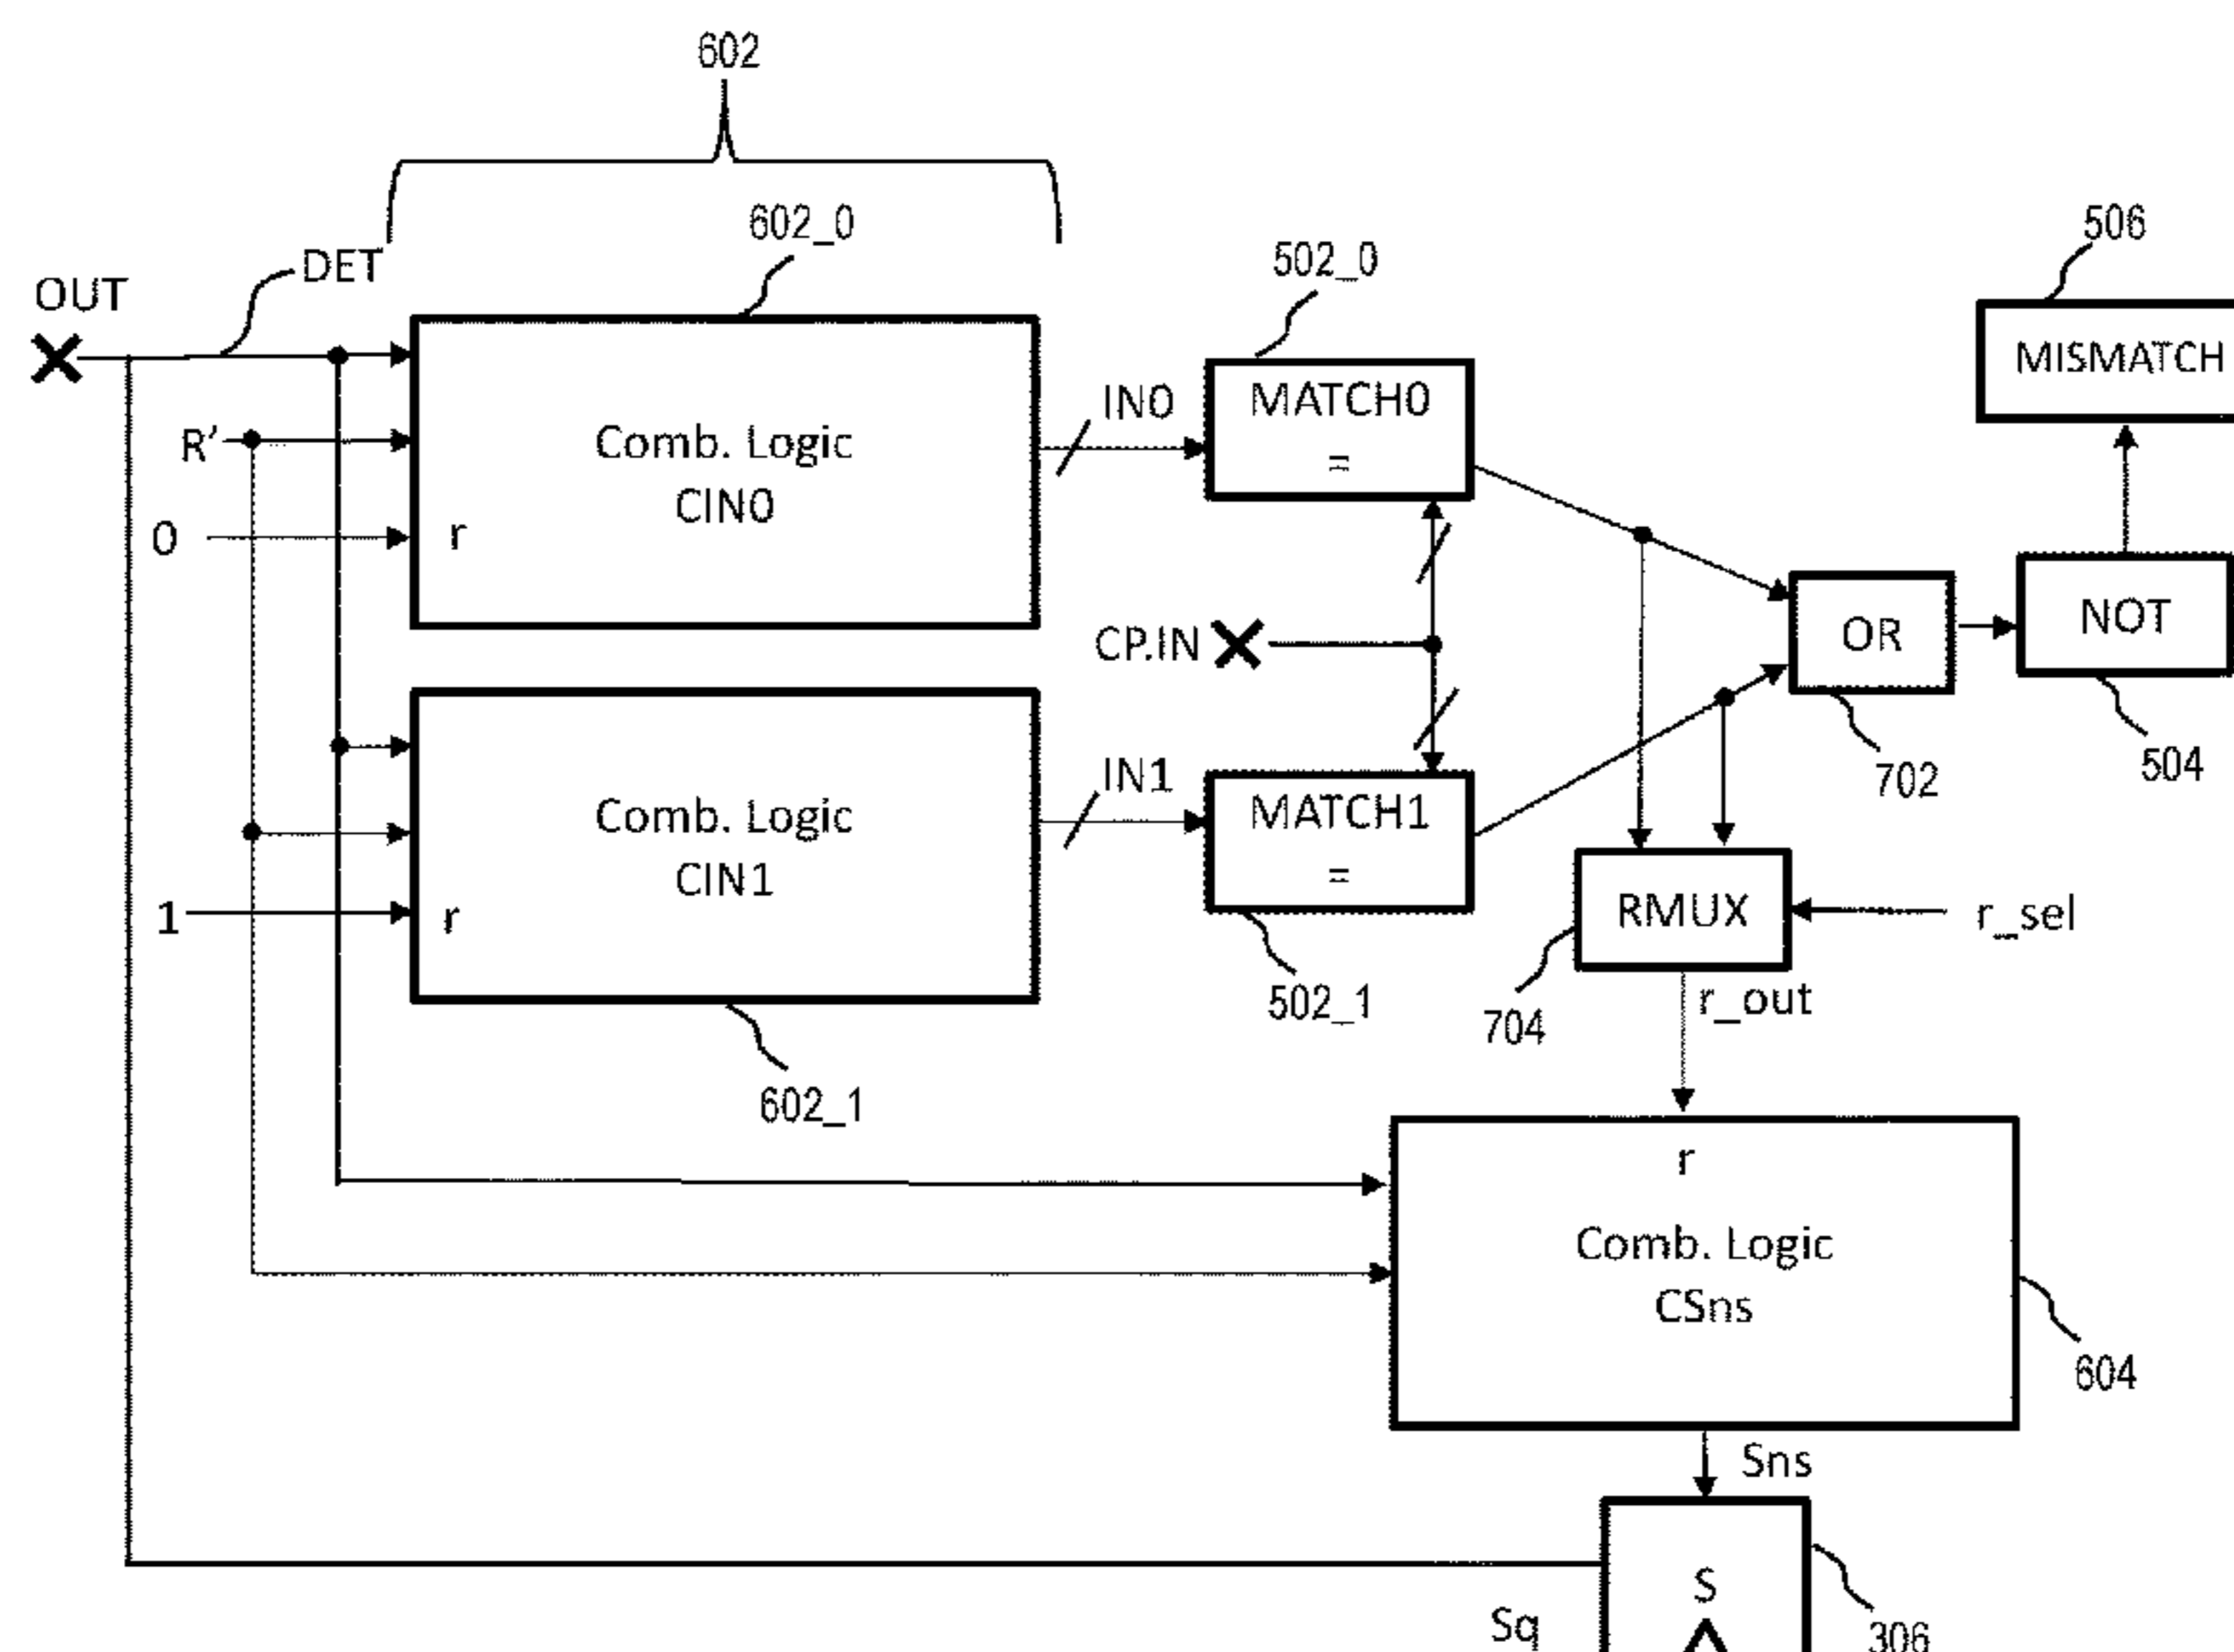 602
602_0
506
DET
502_0
OUT
MISMATCH
MATCH0
=
IN0
R'
Comb. Logic
CIN0
0
r
CP.IN
OR
NOT
702
504
IN1
MATCH1
=
Comb. Logic
CIN1
1
r
RMUX
r_sel
502_1
704
r_out
602_1
r
Comb. Logic
CSns
604
Sns
S
Sq
306